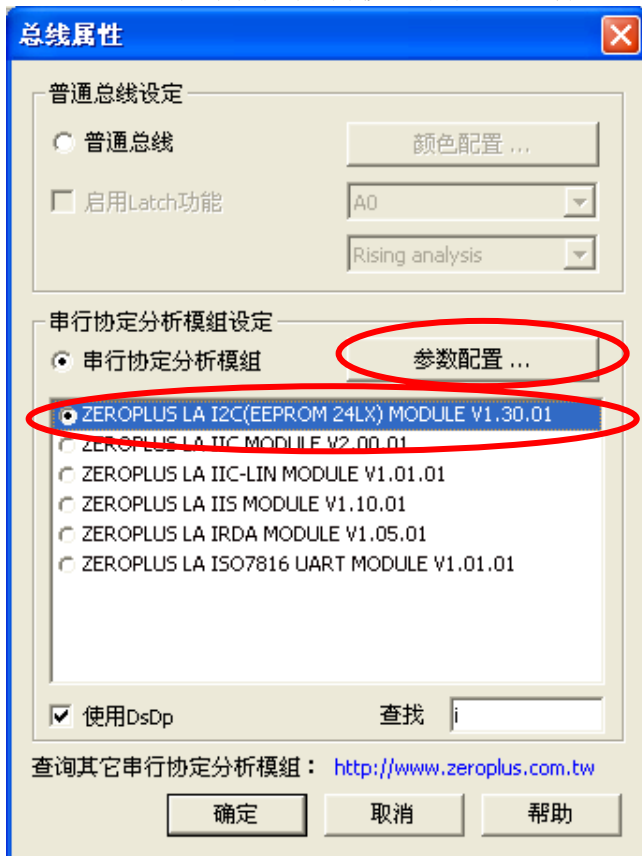 总线属性
普通总线设定
普通总线
颜色配置 ...
启用Latch功能
A0
Rising analysis
串行协定分析模组设定
串行协定分析模组
参数配置 ...
ZEROPLUS LA I2C(EEPROM 24LX) MODULE V1.30.01
ZEROPLUS LA IIC MODULE V2.00.01
ZEROPLUS LA IIC-LIN MODULE V1.01.01
ZEROPLUS LA IIS MODULE V1.10.01
ZEROPLUS LA IRDA MODULE V1.05.01
ZEROPLUS LA ISO7816 UART MODULE V1.01.01
使用DsDp
查找
i
查询其它串行协定分析模组： http://www.zeroplus.com.tw
确定
取消
帮助